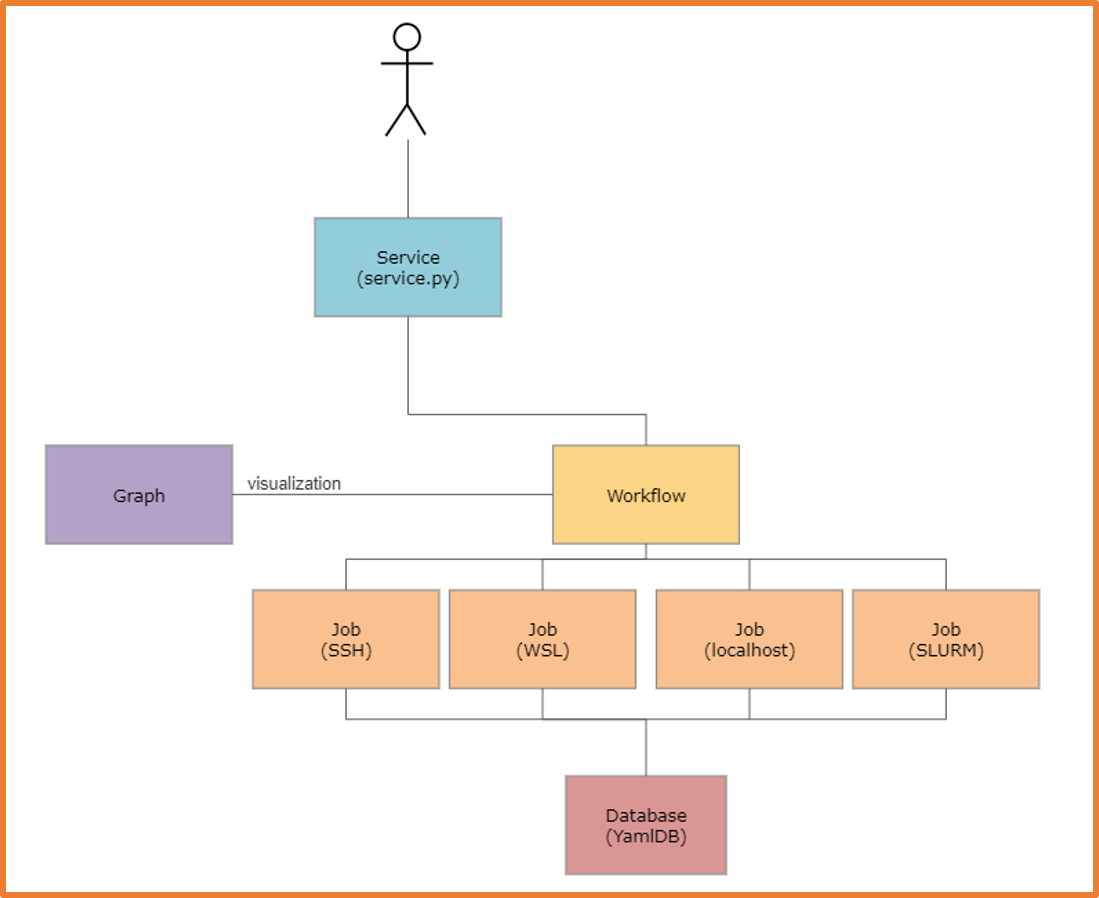 Service
(service.py)
visualization
Graph
Workflow
Job
(SSH)
Job
(WSL)
Job
(localhost)
Job
(SLURM)
Database
(YamlDB)